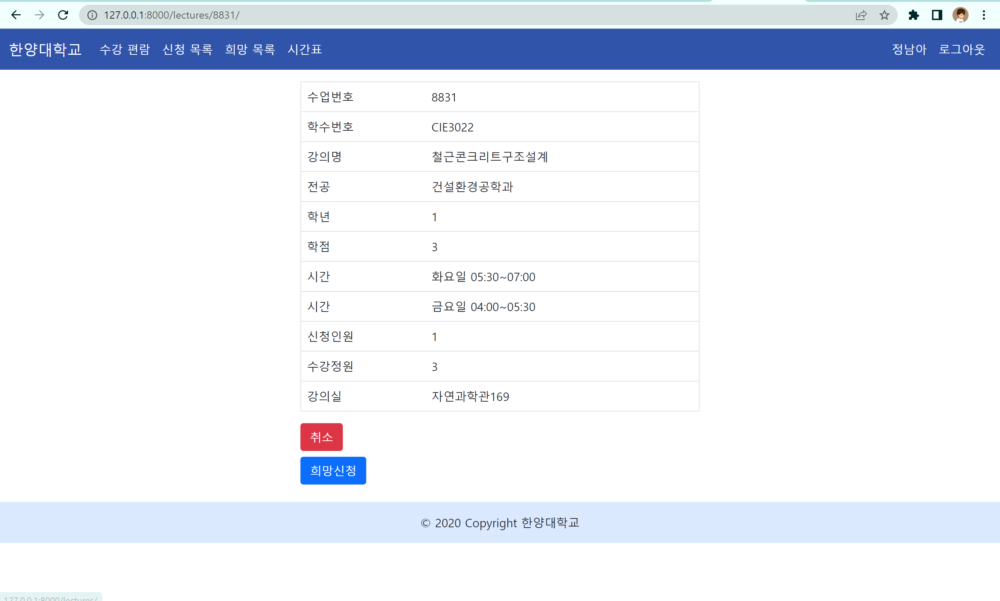 127.0.0.1:8000/lectures/8831/
한양대학교 수강 편람 신청 목록 희망 목록 시간표 정남아 로그아웃
수업번호 8831
학수번호 CIE3022
강의명 철근콘크리트구조설계
전공 건설환경공학과
학년 1
학점 3
시간 화요일 05:30~07:00
시간 금요일 04:00~05:30
신청인원 1
수강정원 3
강의실 자연과학관169
취소
희망신청
© 2020 Copyright 한양대학교
127.0.0.1:8000/lectures/